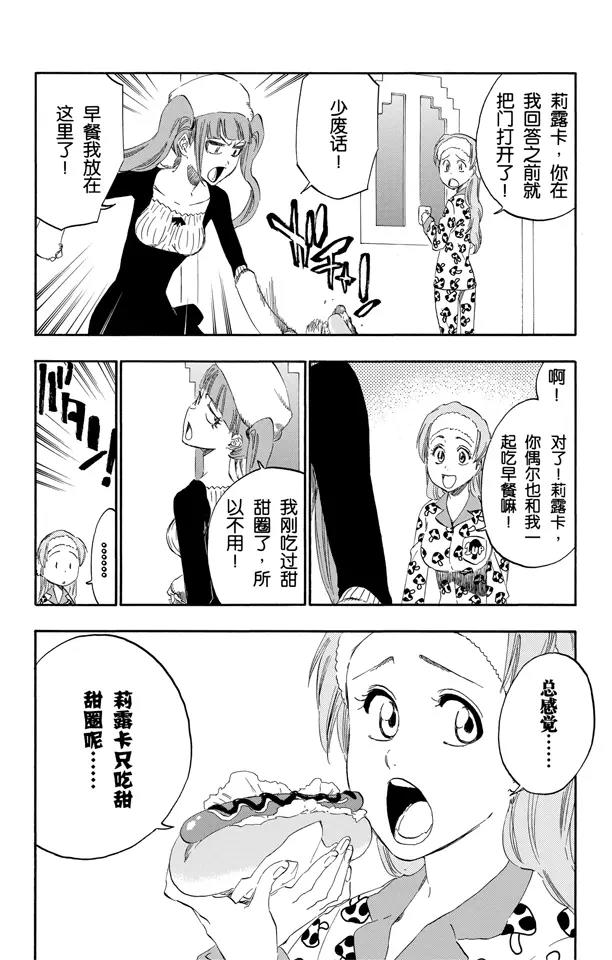 莉露卡，你在
我回答之前就
把门打开了！
少废话！
早餐我放在
这里了！
啊！
对了！莉露卡，
你偶尔也和我一
起吃早餐嘛！
我刚吃过甜
甜圈了，所
以不用！
……
总感觉……
莉露卡只吃甜
甜圈呢……